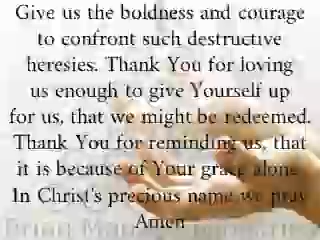 Give us the boldness and courage
to confront such destructive
heresies. Thank You for loving
us enough to give Yourself up
for us, that we might be redeemed.
Thank You for reminding us, that
it is because of Your grace alone
In Christ's precious name we pray
Amen
Brian